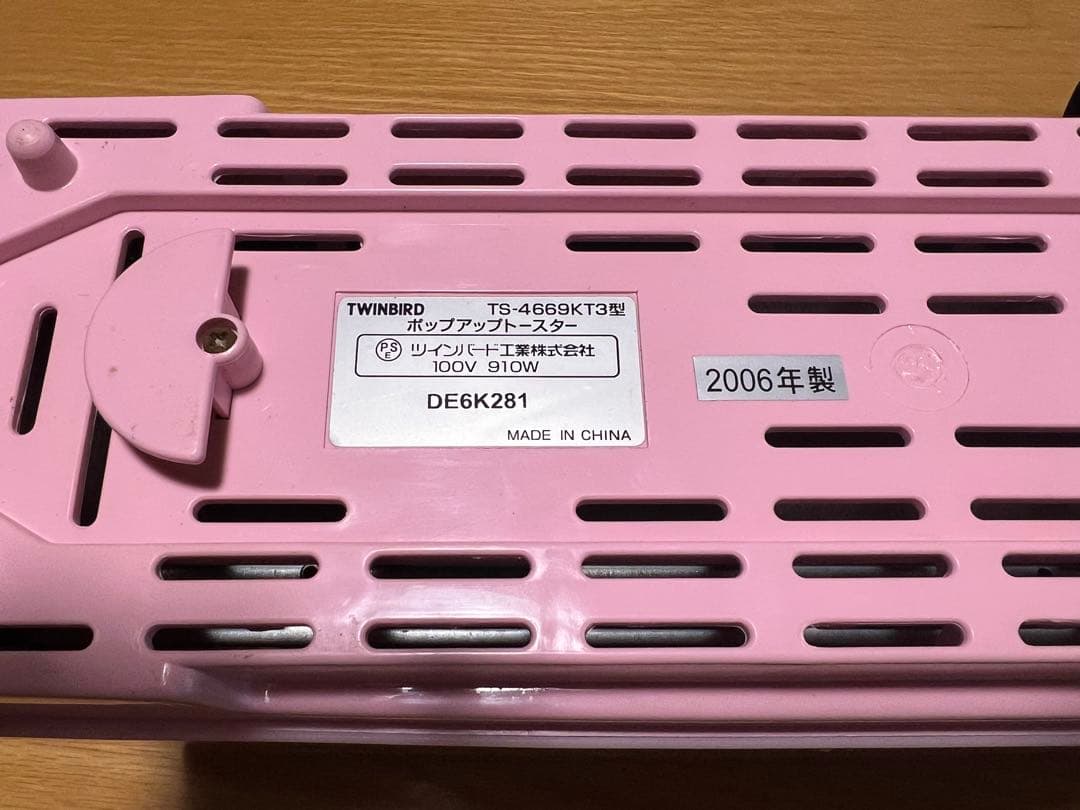 TWINBIRD TS-4669KT3型
ポップアップトースター
PSE ツインバード工業株式会社
100V 910W
DE6K281
MADE IN CHINA
2006年製